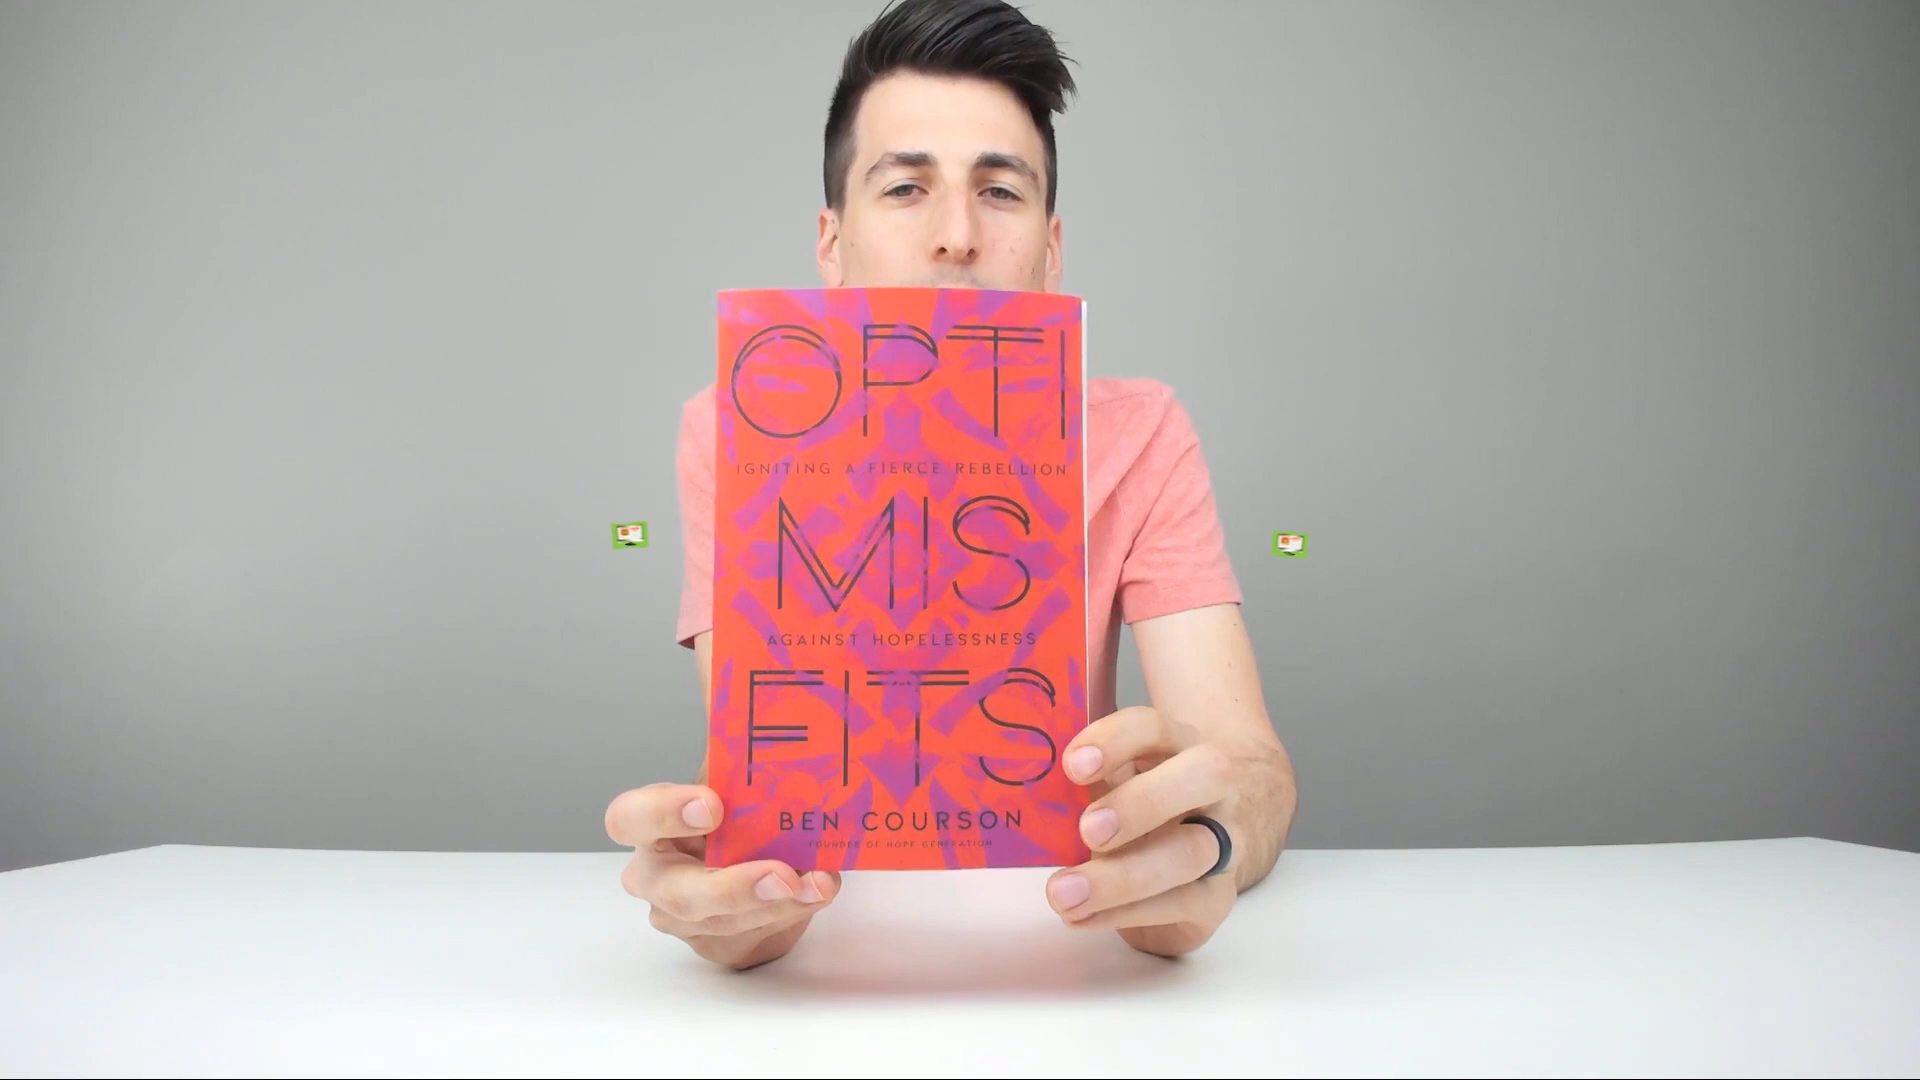 OPTI
IGNITING A FIERCE REBELLION
MIS
AGAINST HOPELESSNESS
FITS
BEN COURSON
FOUNDER OF HOPE GENERATION